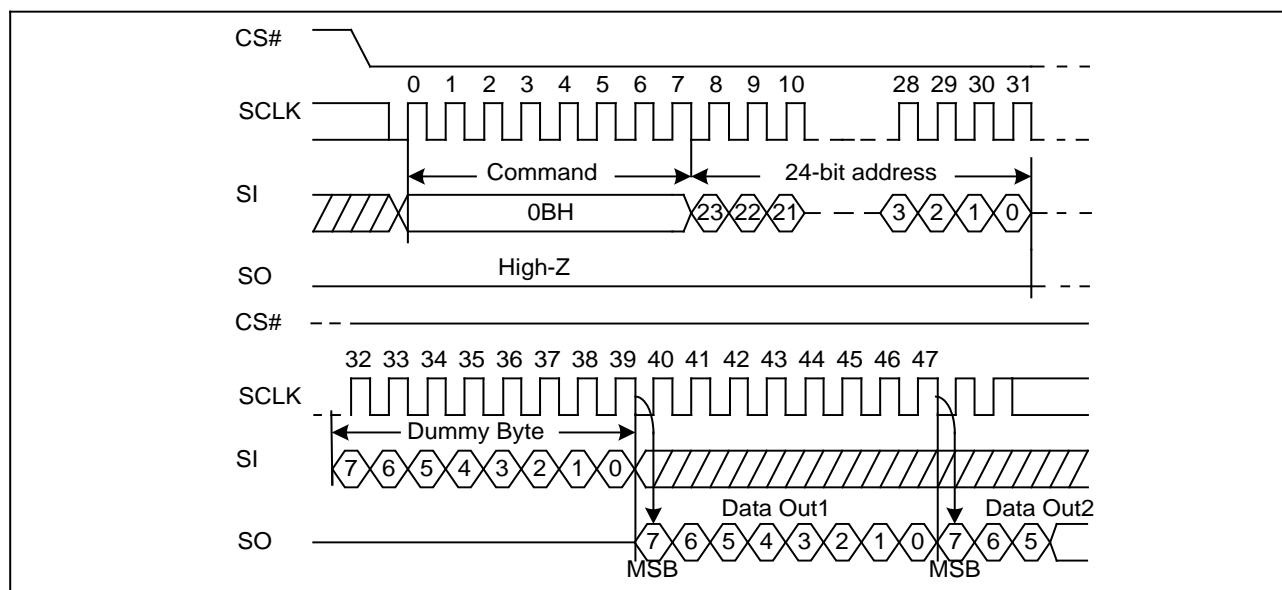 CS#
0 1 2 3 4 5 6 7 8 9 10 28 29 30 31
SCLK
Command 24-bit address
SI
0BH 23 22 21 3 2 1 0
High-Z
SO
CS#
32 33 34 35 36 37 38 39 40 41 42 43 44 45 46 47
SCLK
Dummy Byte
SI
7 6 5 4 3 2 1 0
Data Out1 Data Out2
SO
7 6 5 4 3 2 1 0 7 6 5
MSB MSB